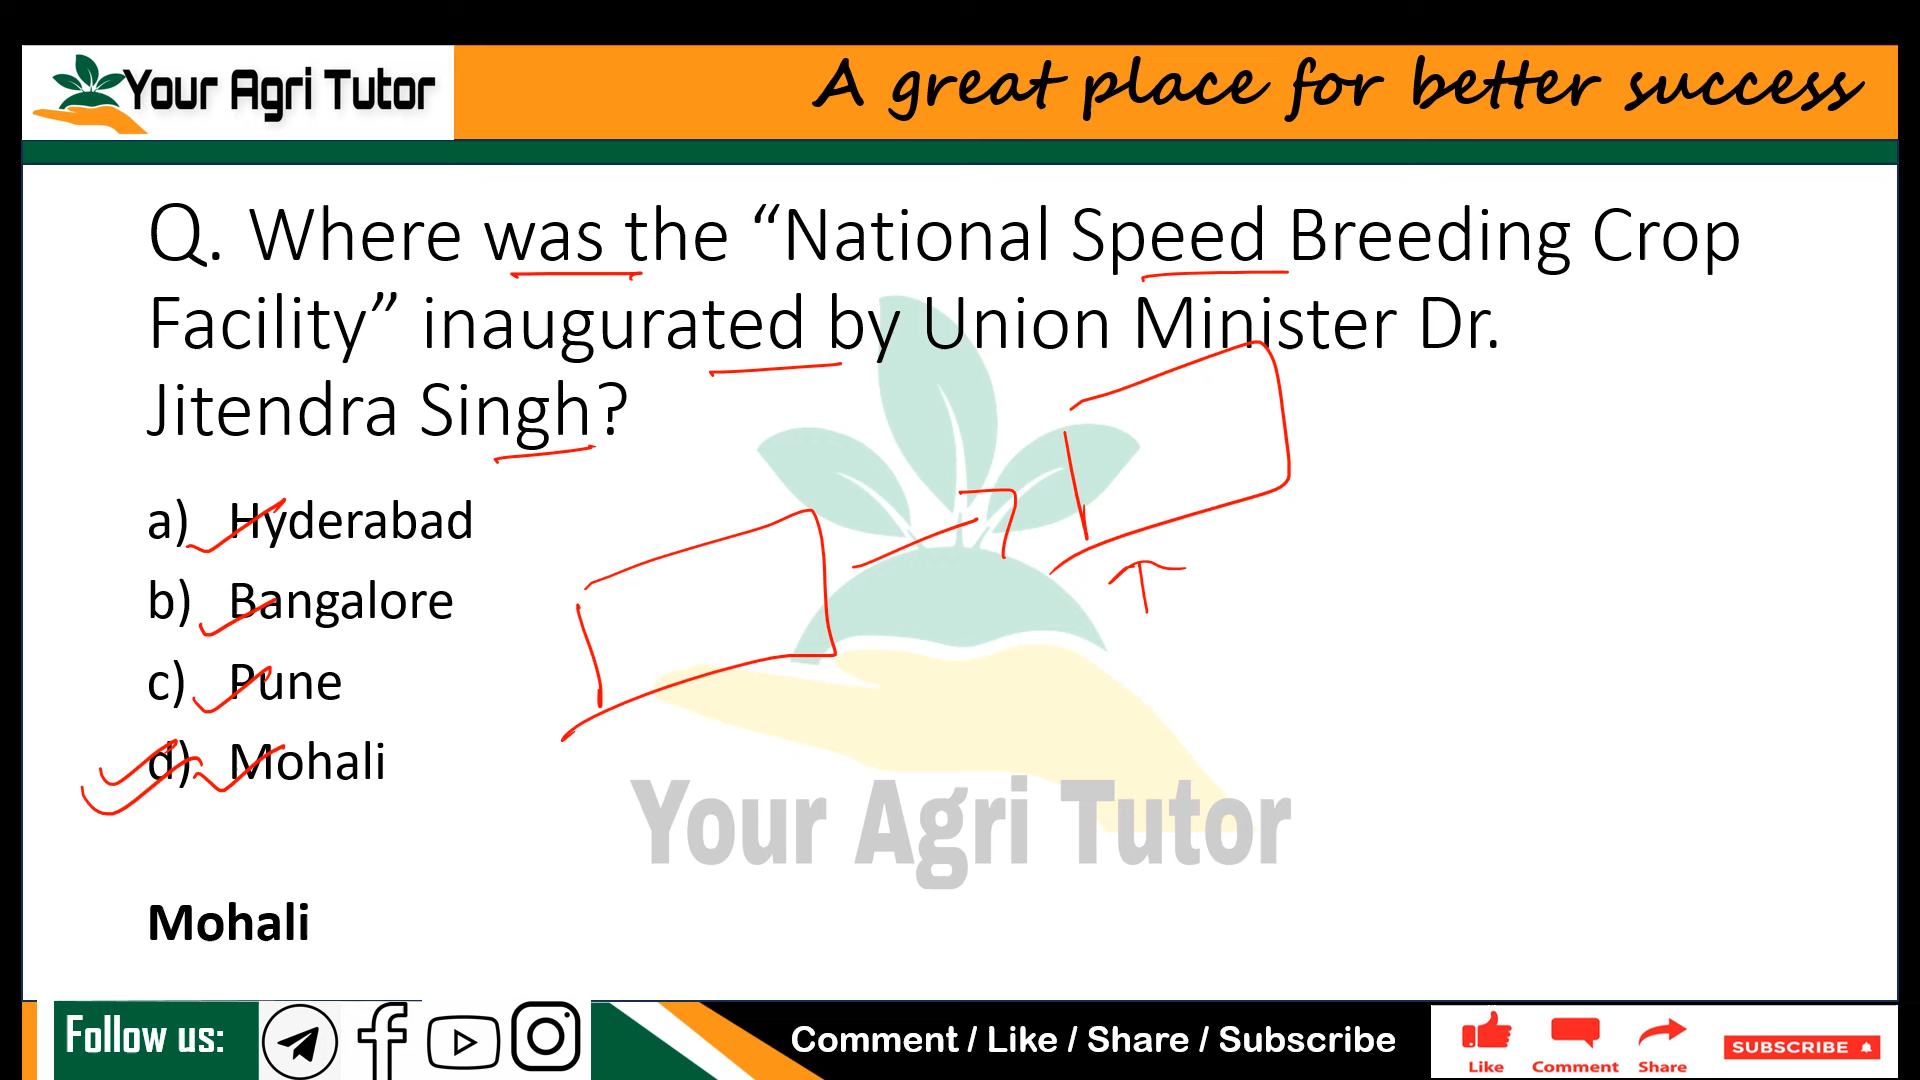 Your Agri Tutor
A great place for better success
Q. Where was the “National Speed Breeding Crop
Facility” inaugurated by Union Minister Dr.
Jitendra Singh?
a) Hyderabad
b) Bangalore
c) Pune
d) Mohali
Your Agri Tutor
Mohali
Follow us:
Comment / Like / Share / Subscribe
Like
Comment
Share
SUBSCRIBE